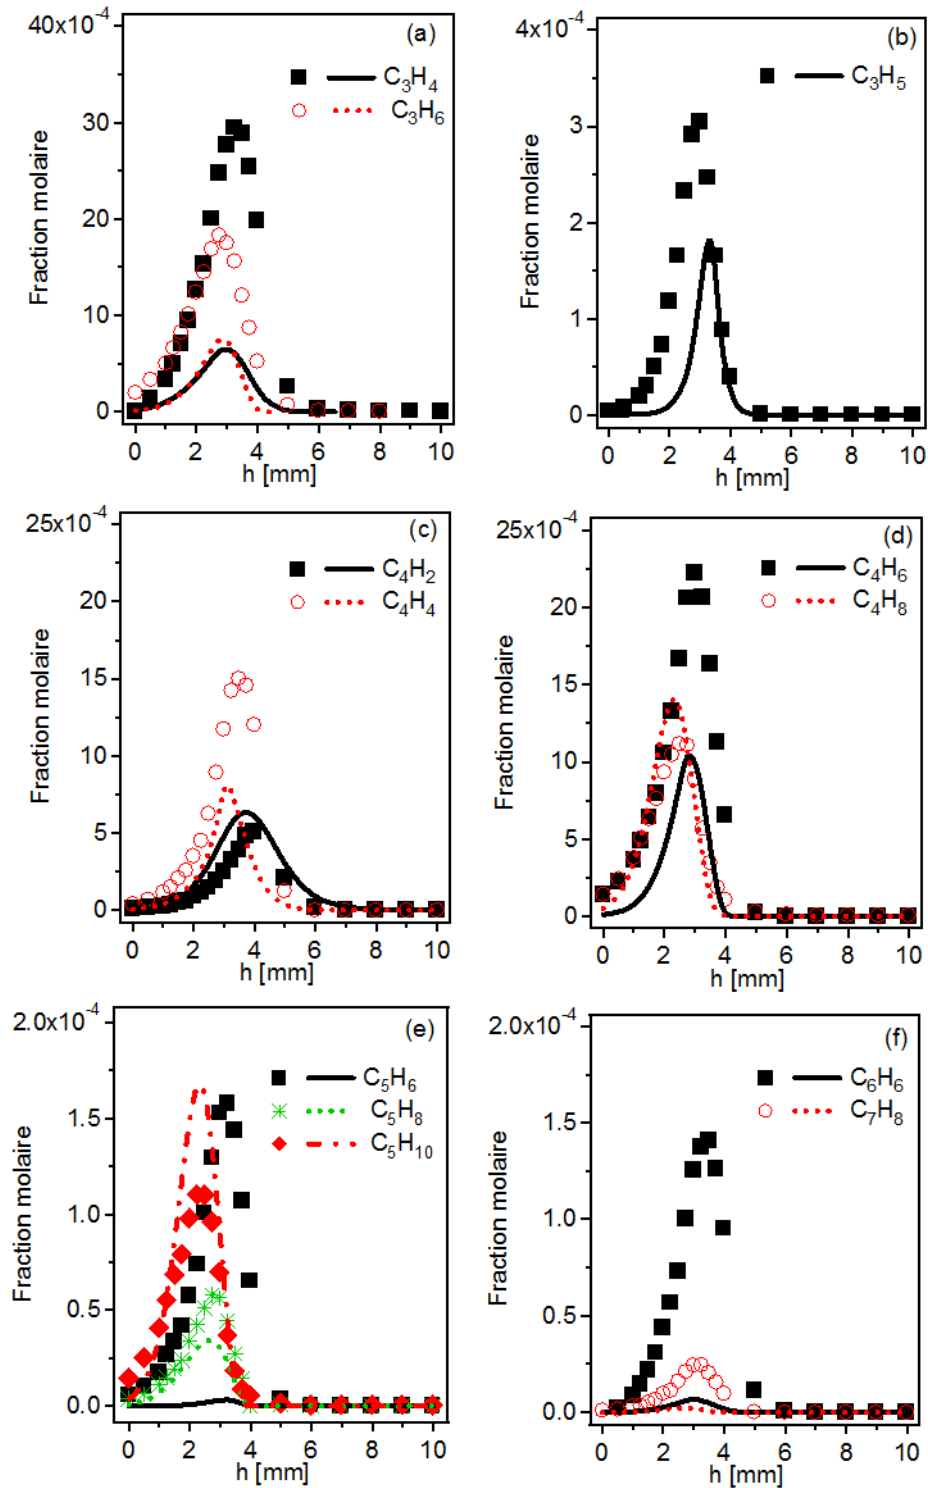 40x10⁻⁴
30
20
10
0
Fraction molaire
(a)
C₃H₄
C₃H₆
0 2 4 6 8 10
h [mm]
4x10⁻⁴
3
2
1
0
Fraction molaire
(b)
C₃H₅
0 2 4 6 8 10
h [mm]
25x10⁻⁴
20
15
10
5
0
Fraction molaire
(c)
C₄H₂
C₄H₄
0 2 4 6 8 10
h [mm]
25x10⁻⁴
20
15
10
5
0
Fraction molaire
(d)
C₄H₆
C₄H₈
0 2 4 6 8 10
h [mm]
2.0x10⁻⁴
1.5
1.0
0.5
0.0
Fraction molaire
(e)
C₅H₆
C₅H₈
C₅H₁₀
0 2 4 6 8 10
h [mm]
2.0x10⁻⁴
1.5
1.0
0.5
0.0
Fraction molaire
(f)
C₆H₆
C₇H₈
0 2 4 6 8 10
h [mm]